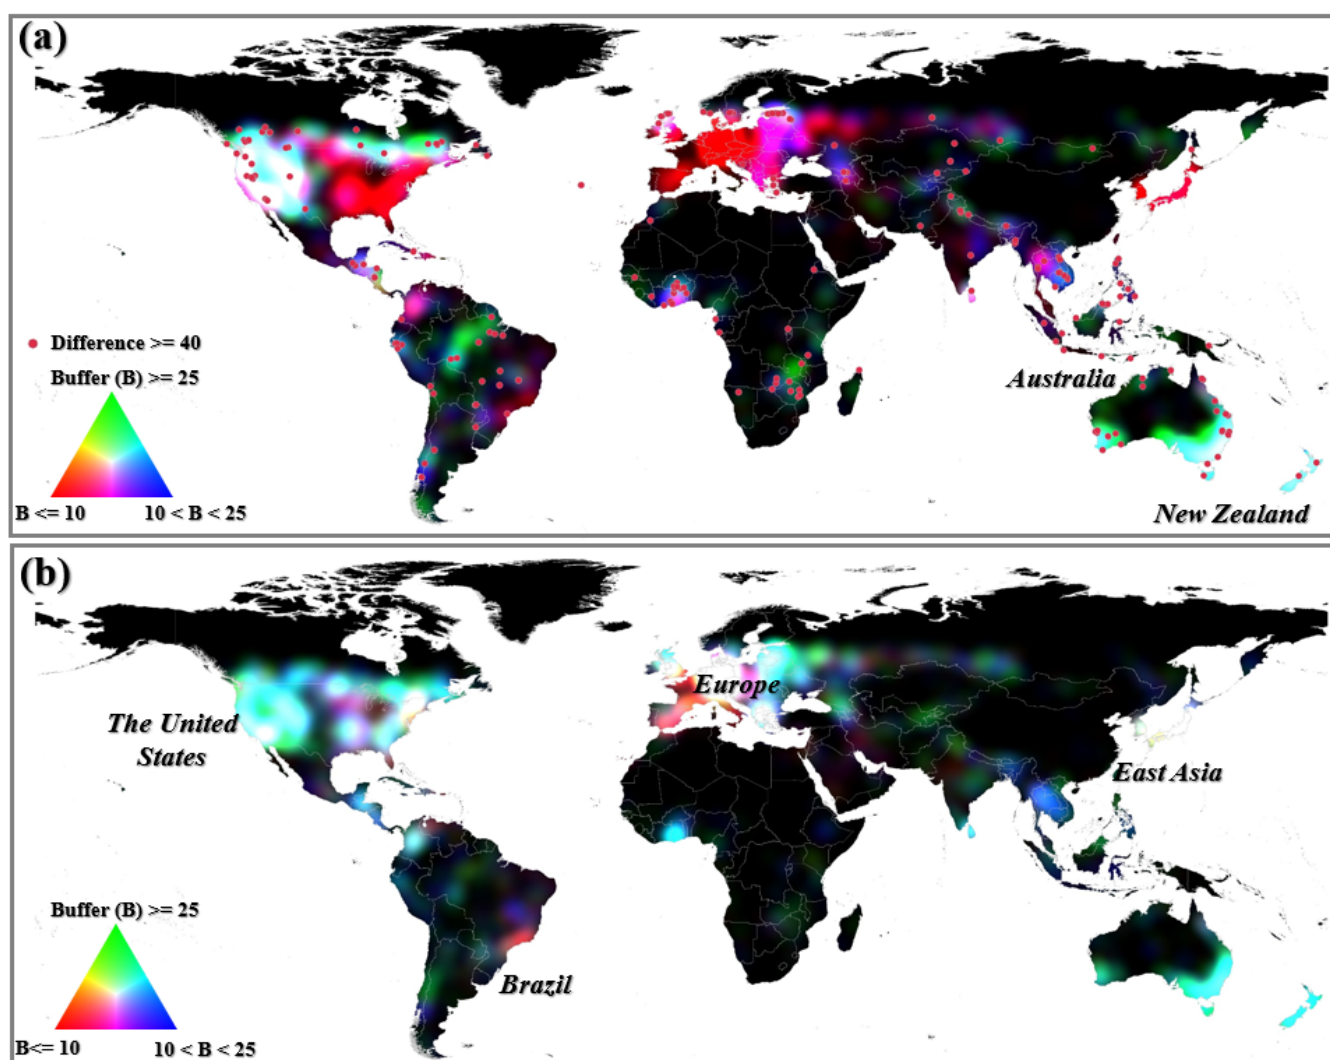 (a)
Difference >= 40
Buffer (B) >= 25
B <= 10
10 < B < 25
Australia
New Zealand
(b)
The United
States
Europe
East Asia
Brazil
Buffer (B) >= 25
B<= 10
10 < B < 25